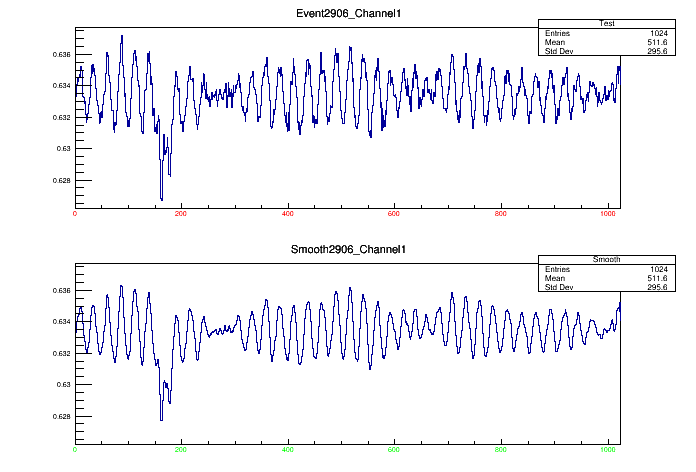 Event2906_Channel1
Test
Entries 1024
Mean 511.6
Std Dev 295.6
0.636
0.634
0.632
0.63
0.628
0 200 400 600 800 1000
Smooth2906_Channel1
Smooth
Entries 1024
Mean 511.6
Std Dev 295.6
0.636
0.634
0.632
0.63
0.628
0 200 400 600 800 1000